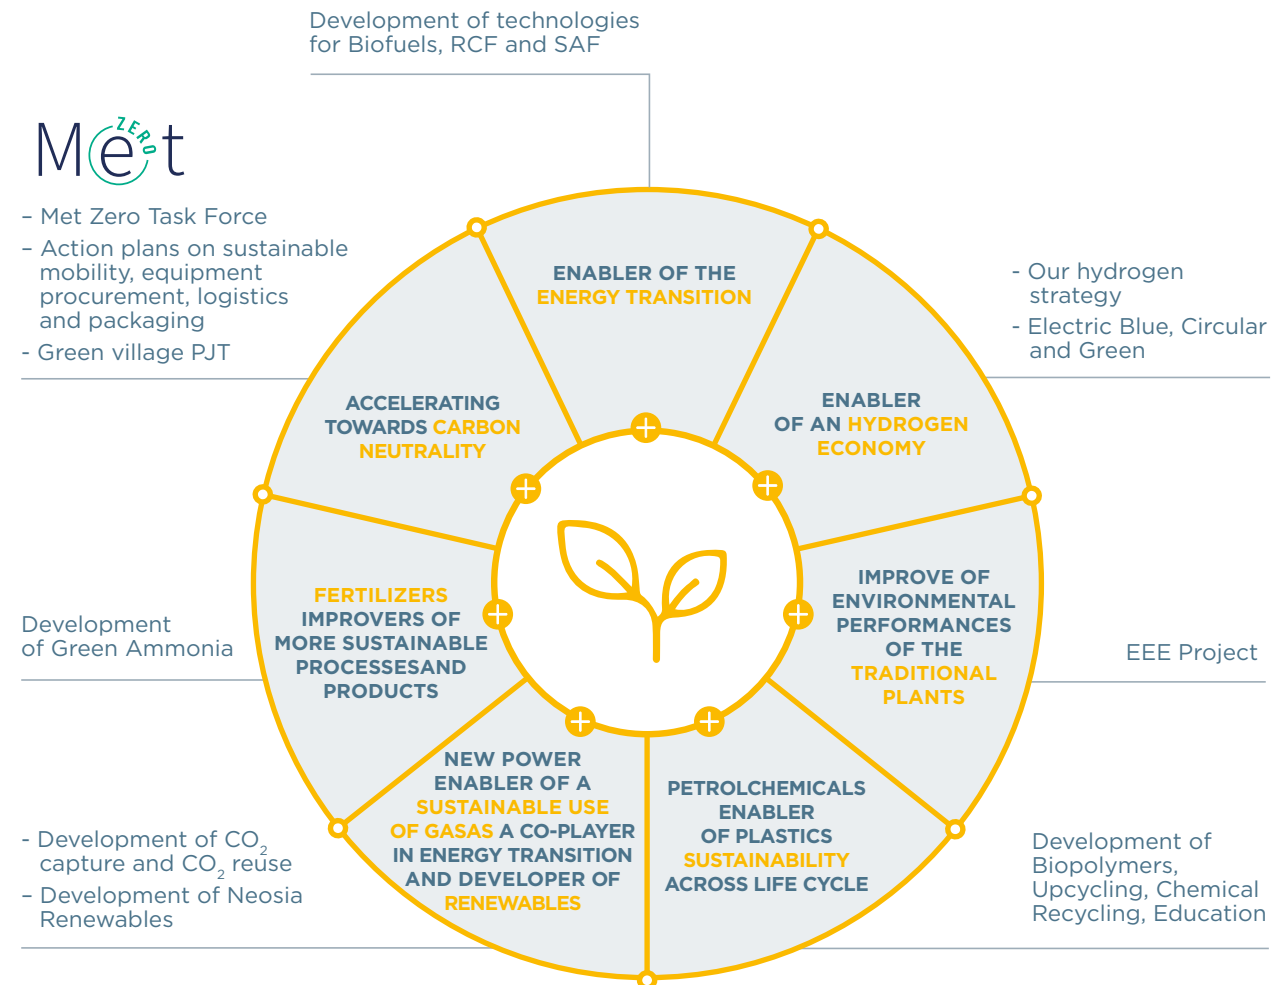 Development of technologies
for Biofuels, RCF and SAF
Met
ZERO
– Met Zero Task Force
– Action plans on sustainable
mobility, equipment
procurement, logistics
and packaging
- Green village PJT
- Our hydrogen
strategy
- Electric Blue, Circular
and Green
ENABLER OF THE
ENERGY TRANSITION
ACCELERATING
TOWARDS CARBON
NEUTRALITY
ENABLER
OF AN HYDROGEN
ECONOMY
FERTILIZERS
IMPROVERS OF
MORE SUSTAINABLE
PROCESSESAND
PRODUCTS
IMPROVE OF
ENVIRONMENTAL
PERFORMANCES
OF THE
TRADITIONAL
PLANTS
Development
of Green Ammonia
EEE Project
NEW POWER
ENABLER OF A
SUSTAINABLE USE
OF GASAS A CO-PLAYER
IN ENERGY TRANSITION
AND DEVELOPER OF
RENEWABLES
PETROLCHEMICALS
ENABLER
OF PLASTICS
SUSTAINABILITY
ACROSS LIFE CYCLE
- Development of CO2
capture and CO2 reuse
– Development of Neosia
Renewables
Development of
Biopolymers,
Upcycling, Chemical
Recycling, Education